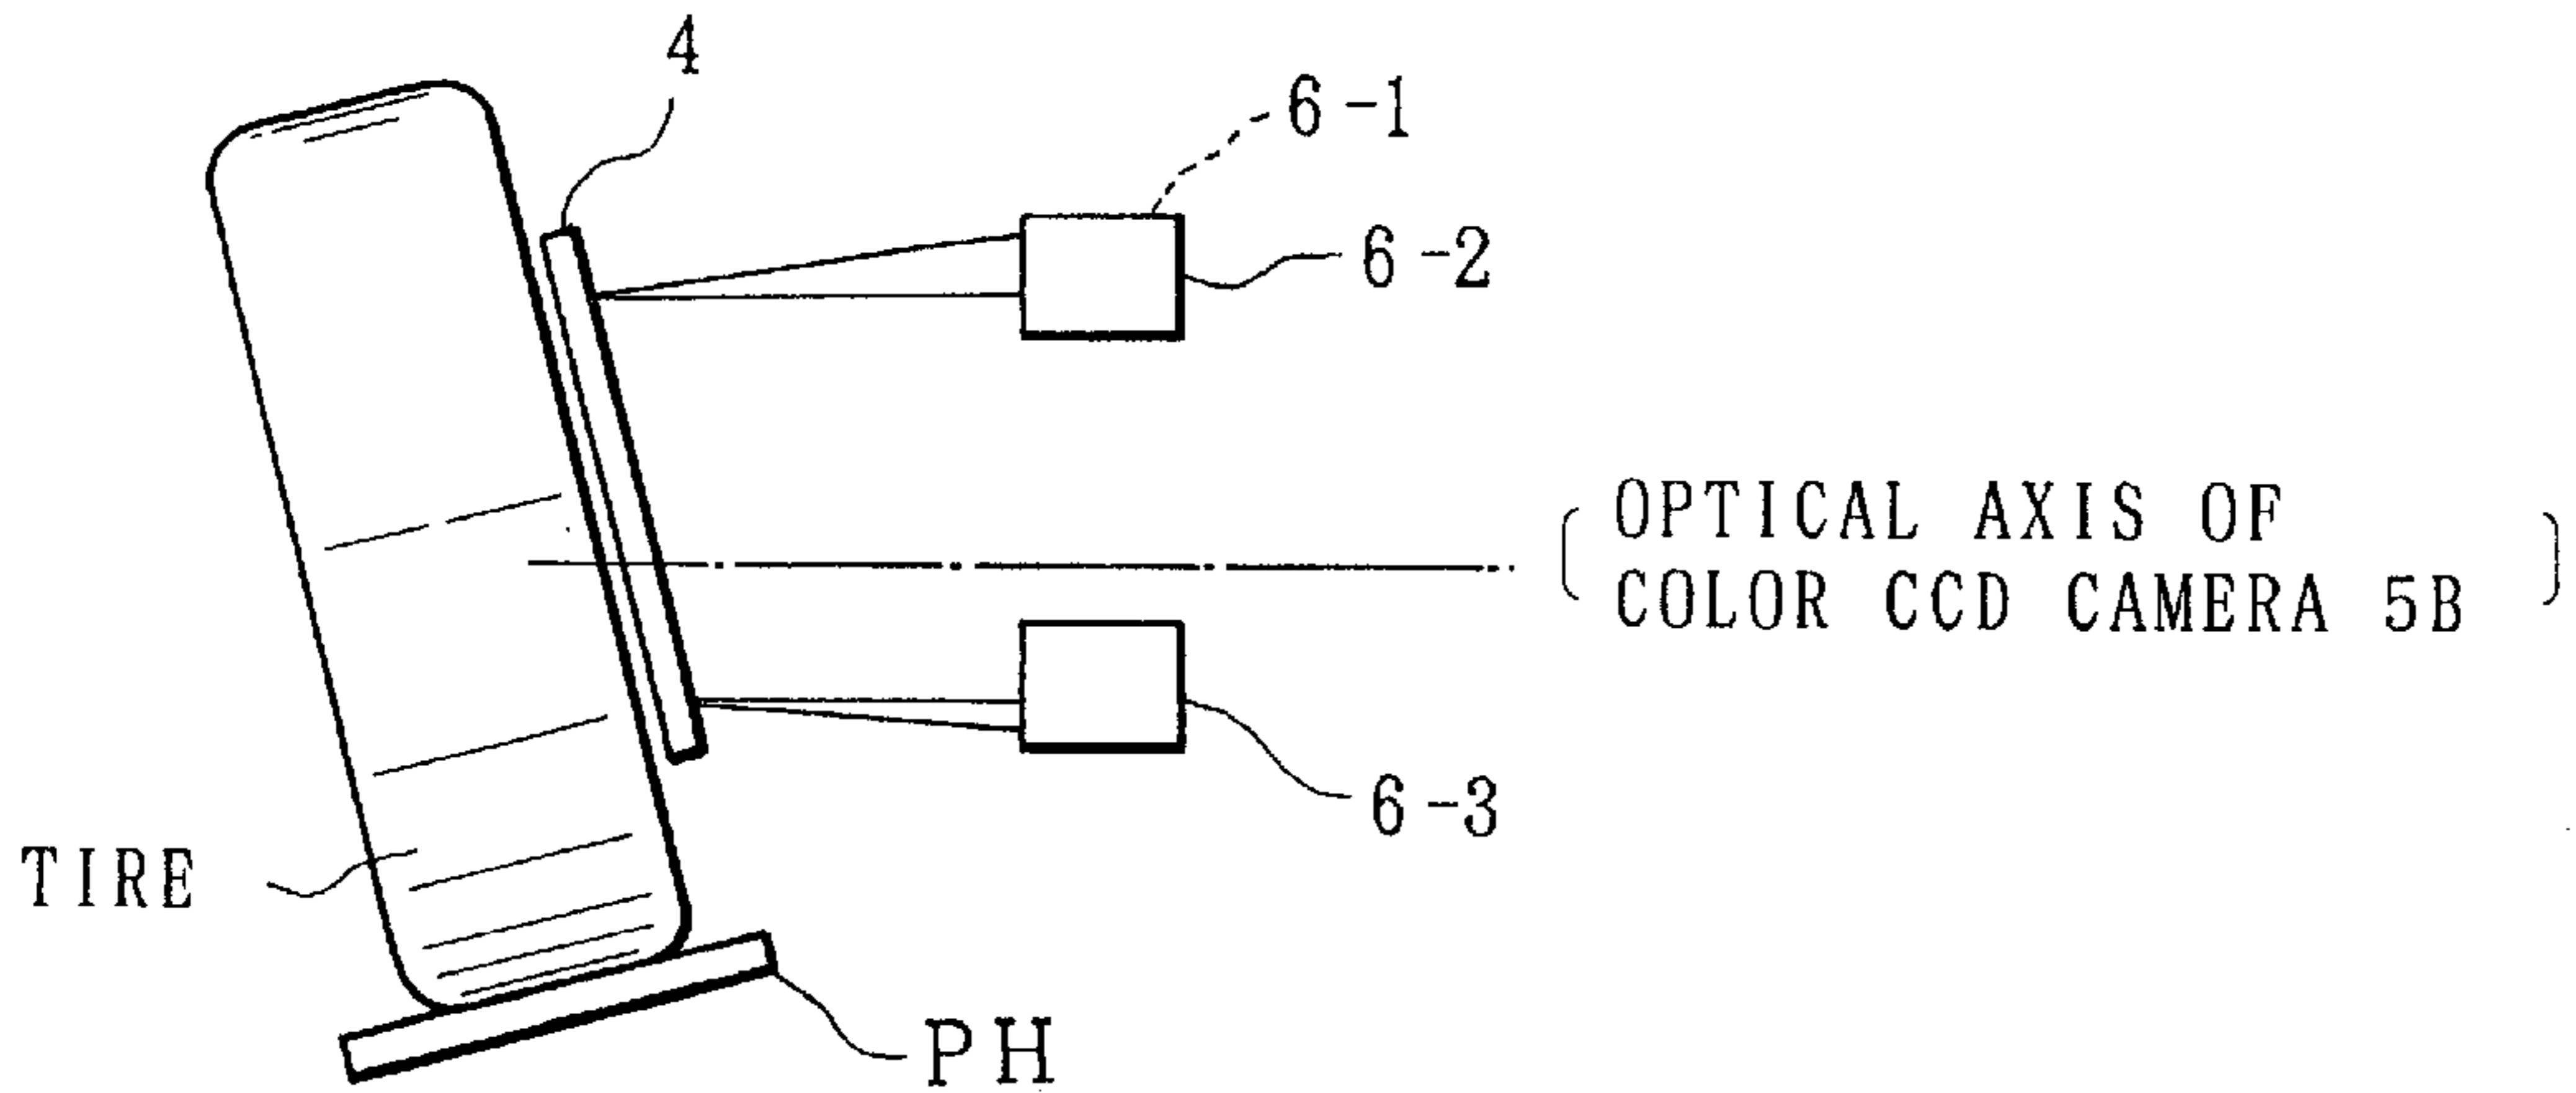 4
6-1
6-2
OPTICAL AXIS OF
COLOR CCD CAMERA 5B
6-3
TIRE
PH